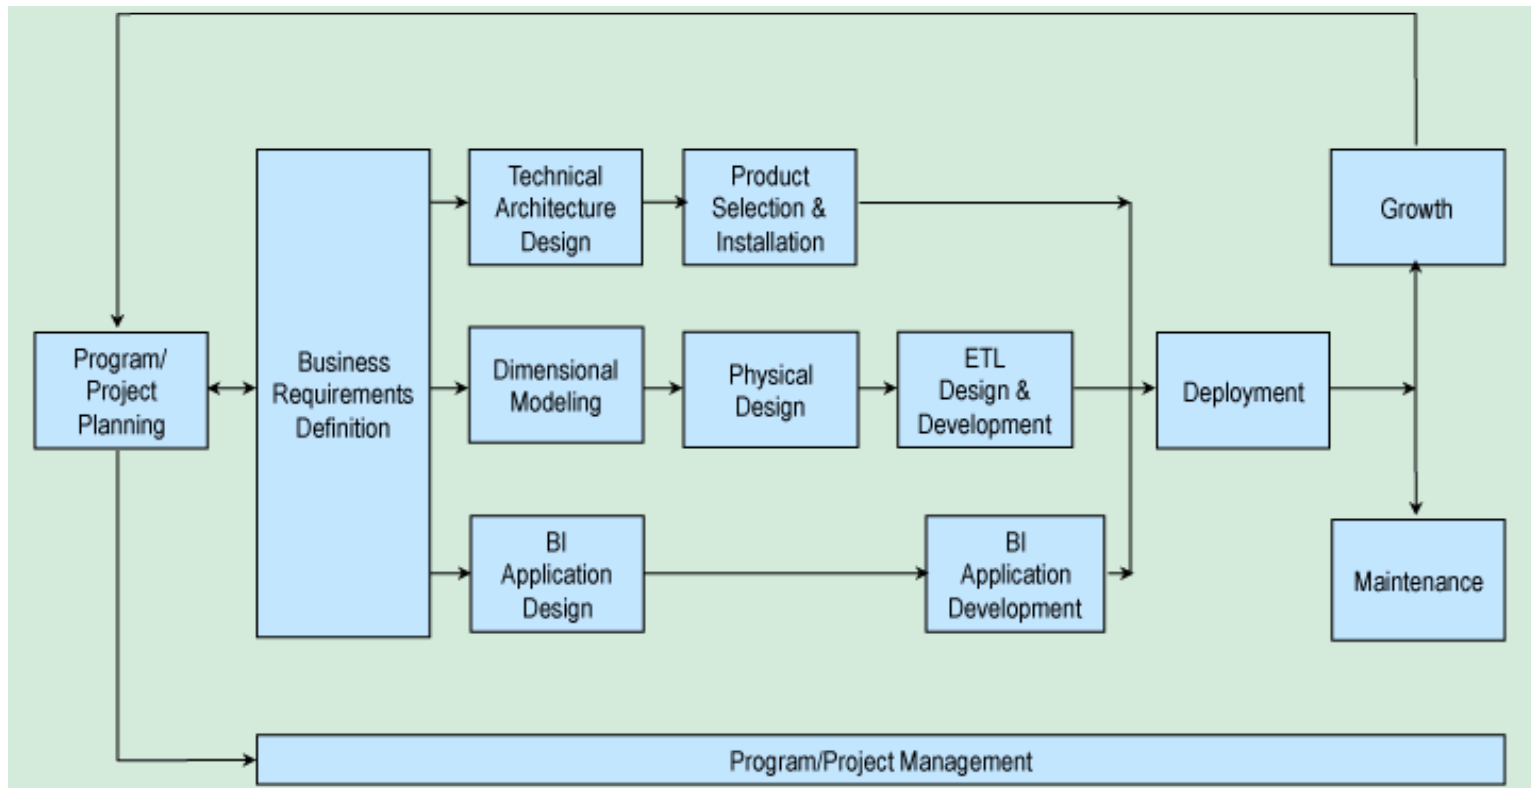 Technical
Architecture
Design
Product
Selection &
Installation
Growth
Program/
Project
Planning
Business
Requirements
Definition
Dimensional
Modeling
Physical
Design
ETL
Design &
Development
Deployment
BI
Application
Design
BI
Application
Development
Maintenance
Program/Project Management